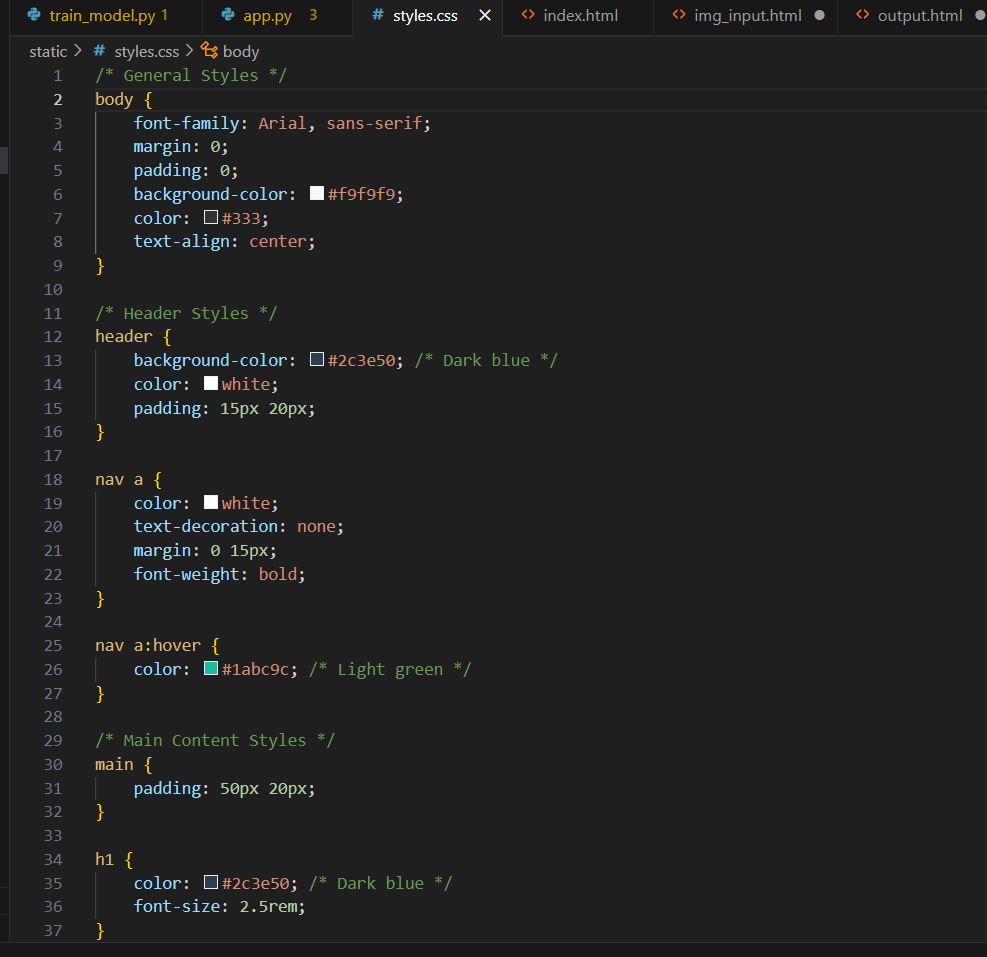 train_model.py 1 app.py 3 styles.css index.html img_input.html output.html
static > # styles.css > body
1 /* General Styles */
2 body {
3 font-family: Arial, sans-serif;
4 margin: 0;
5 padding: 0;
6 background-color: #f9f9f9;
7 color: #333;
8 text-align: center;
9 }
10
11 /* Header Styles */
12 header {
13 background-color: #2c3e50; /* Dark blue */
14 color: white;
15 padding: 15px 20px;
16 }
17
18 nav a {
19 color: white;
20 text-decoration: none;
21 margin: 0 15px;
22 font-weight: bold;
23 }
24
25 nav a:hover {
26 color: #1abc9c; /* Light green */
27 }
28
29 /* Main Content Styles */
30 main {
31 padding: 50px 20px;
32 }
33
34 h1 {
35 color: #2c3e50; /* Dark blue */
36 font-size: 2.5rem;
37 }